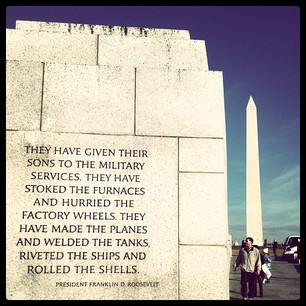 THEY HAVE GIVEN THEIR
SONS TO THE MILITARY
SERVICES. THEY HAVE
STOKED THE FURNACES
AND HURRIED THE
FACTORY WHEELS. THEY
HAVE MADE THE PLANES
AND WELDED THE TANKS,
RIVETED THE SHIPS AND
ROLLED THE SHELLS.
PRESIDENT FRANKLIN D. ROOSEVELT